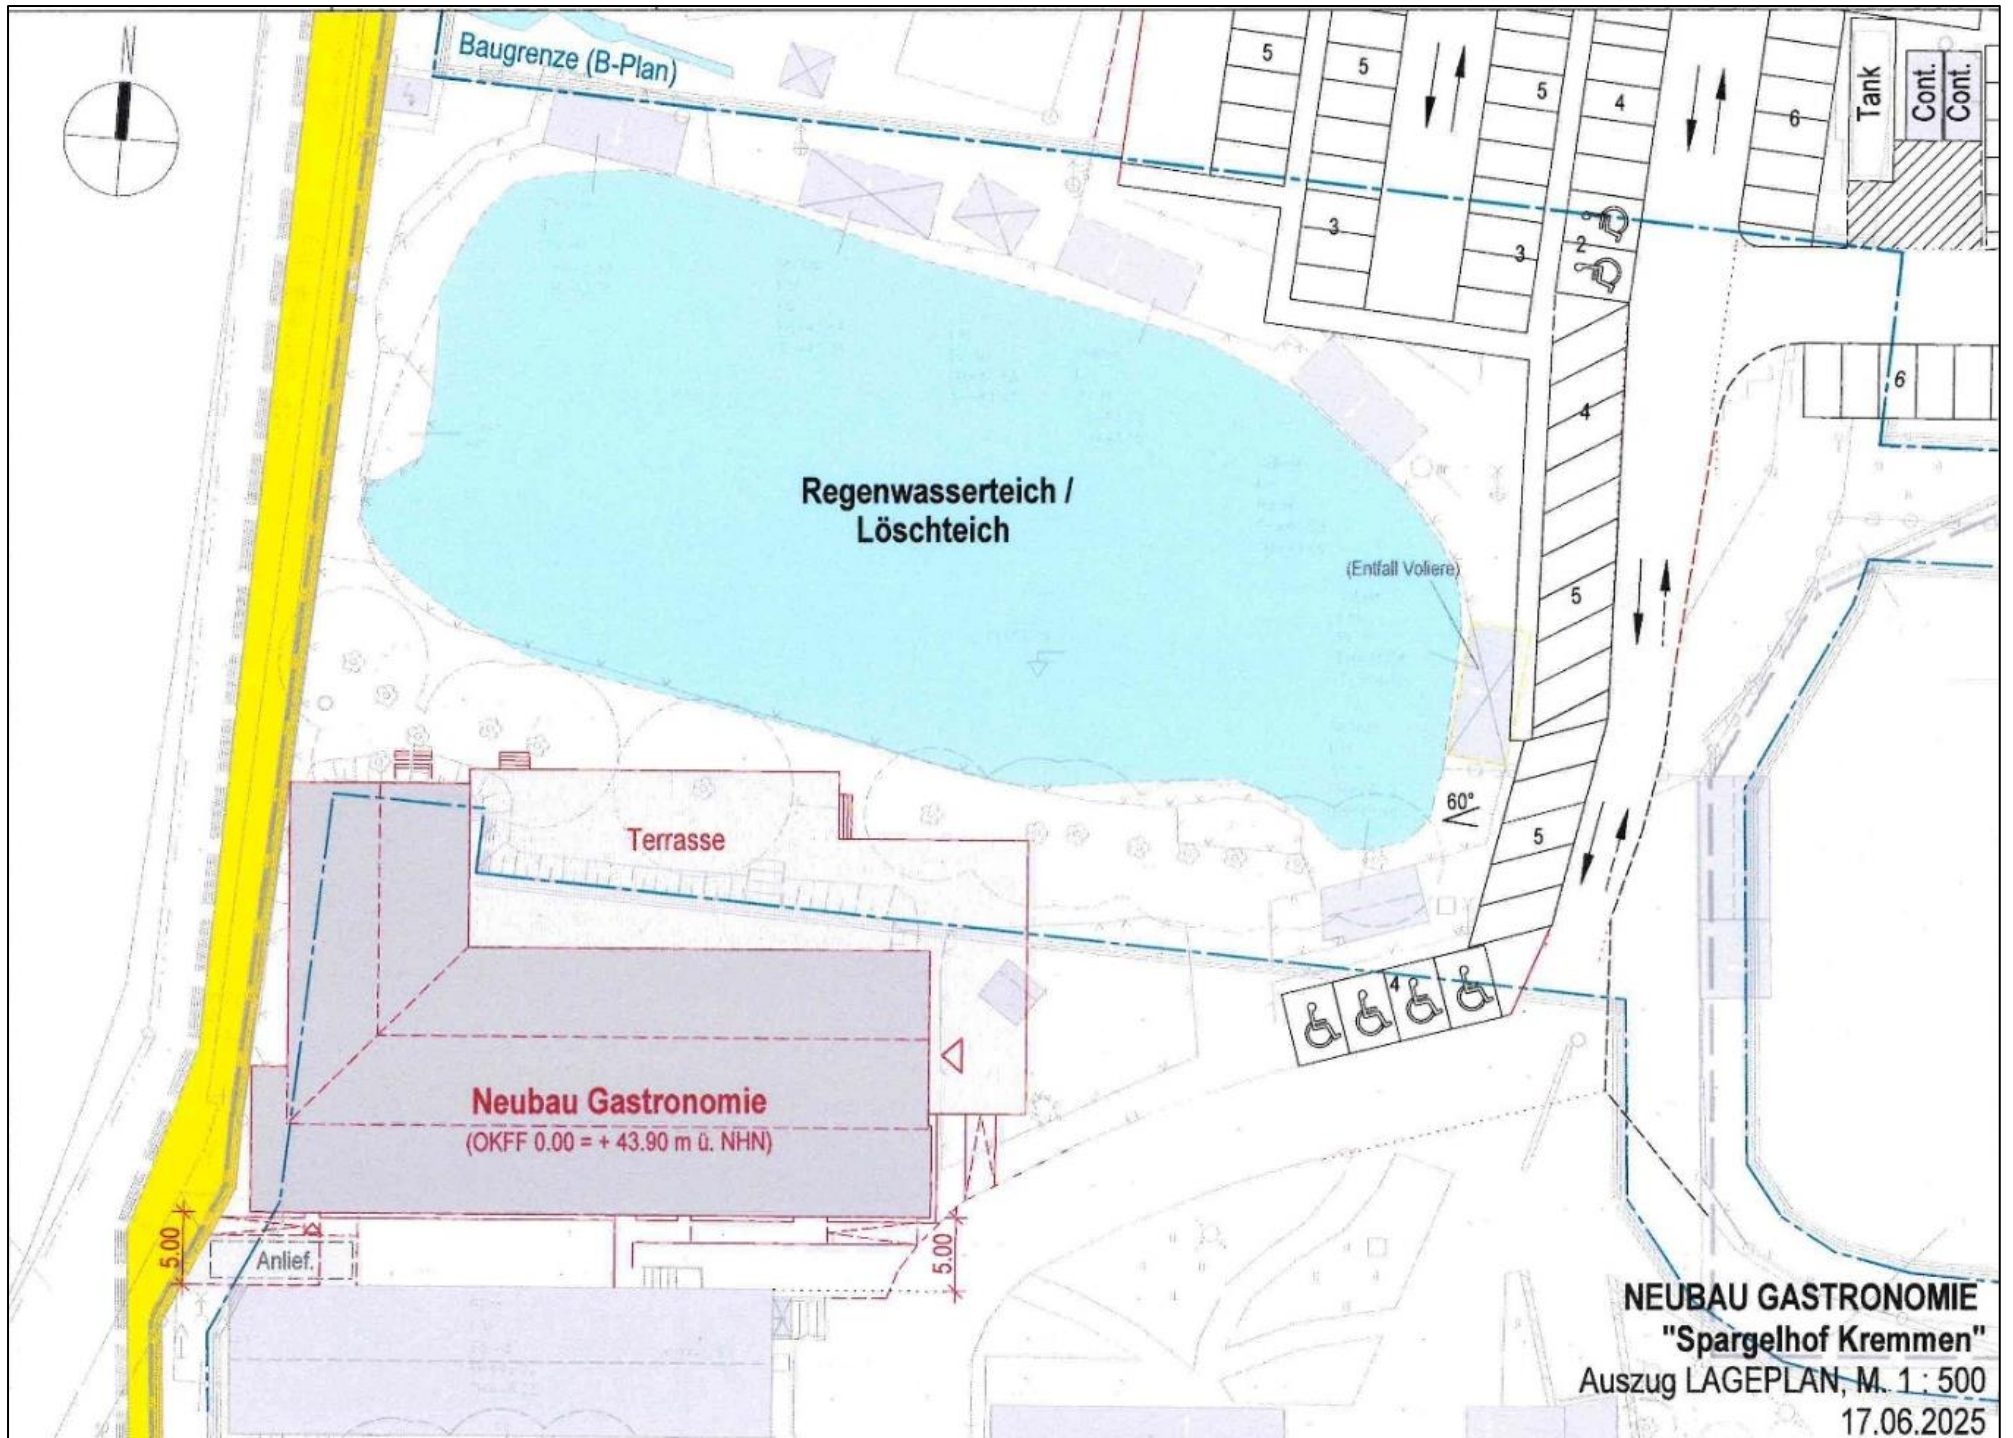 N
Baugrenze (B-Plan)
5
5
5
4
6
Tank
Cont.
Cont.
3
3
2
6
4
Regenwasserteich /
Löschteich
(Entfall Voliere)
5
60°
5
Terrasse
4
Neubau Gastronomie
(OKFF 0.00 = + 43.90 m ü. NHN)
5.00
Anlief.
5.00
NEUBAU GASTRONOMIE
"Spargelhof Kremmen"
Auszug LAGEPLAN, M. 1 : 500
17.06.2025